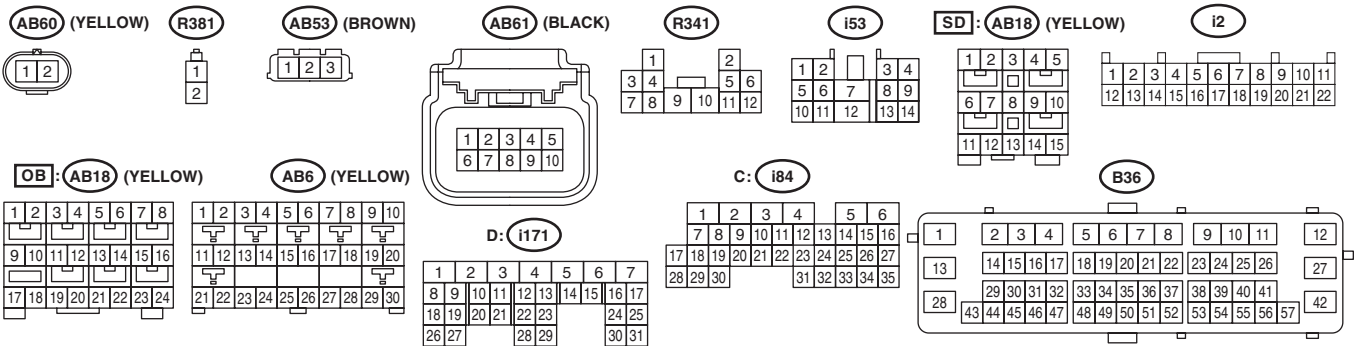 AB60 (YELLOW) R381 AB53 (BROWN) AB61 (BLACK) R341 i53 SD : AB18 (YELLOW) i2
1 2
1
2
1 2 3
1 2 3 4 5
6 7 8 9 10
1 2
3 4 5 6
7 8 9 10 11 12
1 2 3 4
5 6 7 8 9
10 11 12 13 14
1 2 3 4 5
6 7 8 9 10
11 12 13 14 15
1 2 3 4 5 6 7 8 9 10 11
12 13 14 15 16 17 18 19 20 21 22
OB : AB18 (YELLOW) AB6 (YELLOW) D: i171 C: i84 B36
1 2 3 4 5 6 7 8
9 10 11 12 13 14 15 16
17 18 19 20 21 22 23 24
1 2 3 4 5 6 7 8 9 10
11 12 13 14 15 16 17 18 19 20
21 22 23 24 25 26 27 28 29 30
1 2 3 4 5 6 7
8 9 10 11 12 13 14 15 16 17
18 19 20 21 22 23 24 25
26 27 28 29 30 31
1 2 3 4 5 6
7 8 9 10 11 12 13 14 15 16
17 18 19 20 21 22 23 24 25 26 27
28 29 30 31 32 33 34 35
1 2 3 4 5 6 7 8 9 10 11 12
13 14 15 16 17 18 19 20 21 22 23 24 25 26 27
28 29 30 31 32 33 34 35 36 37 38 39 40 41 42
43 44 45 46 47 48 49 50 51 52 53 54 55 56 57